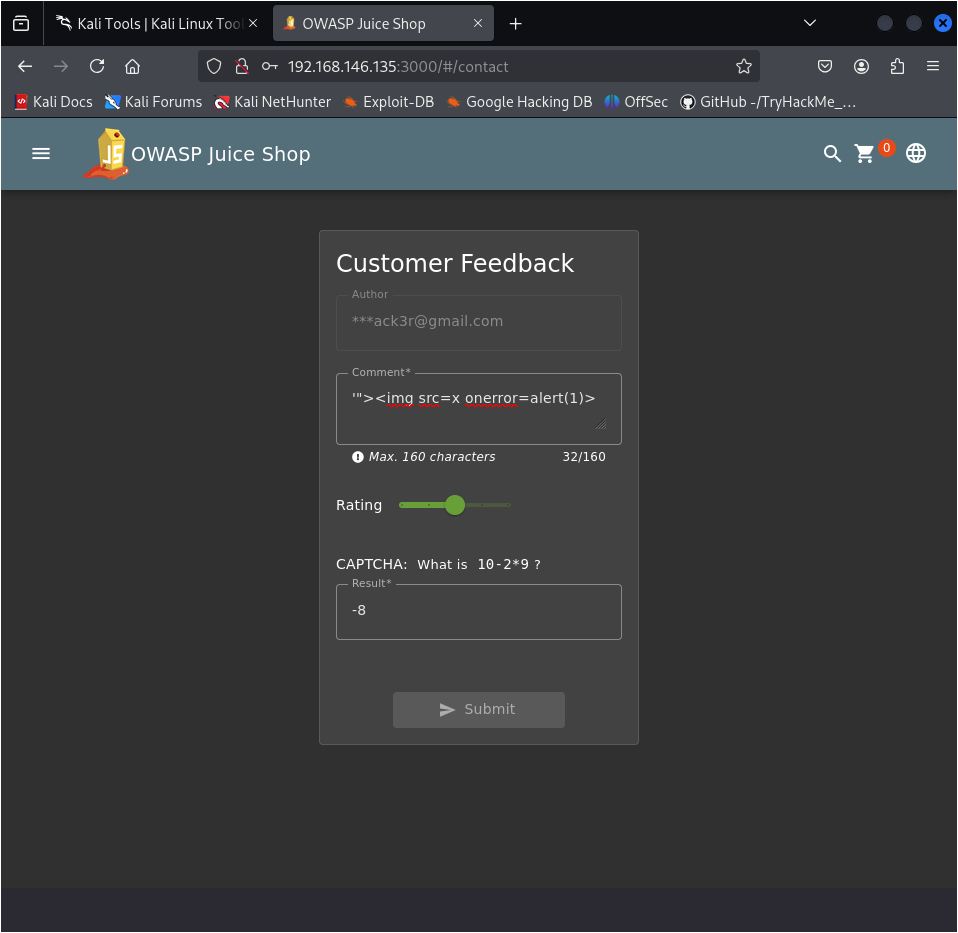 Kali Tools | Kali Linux Tool
OWASP Juice Shop
192.168.146.135:3000/#/contact
Kali Docs Kali Forums Kali NetHunter Exploit-DB Google Hacking DB OffSec GitHub -/TryHackMe_...
JS OWASP Juice Shop 0
Customer Feedback
Author
***ack3r@gmail.com
Comment*
'"><img src=x onerror=alert(1)>
Max. 160 characters 32/160
Rating
CAPTCHA: What is 10-2*9 ?
Result*
-8
Submit